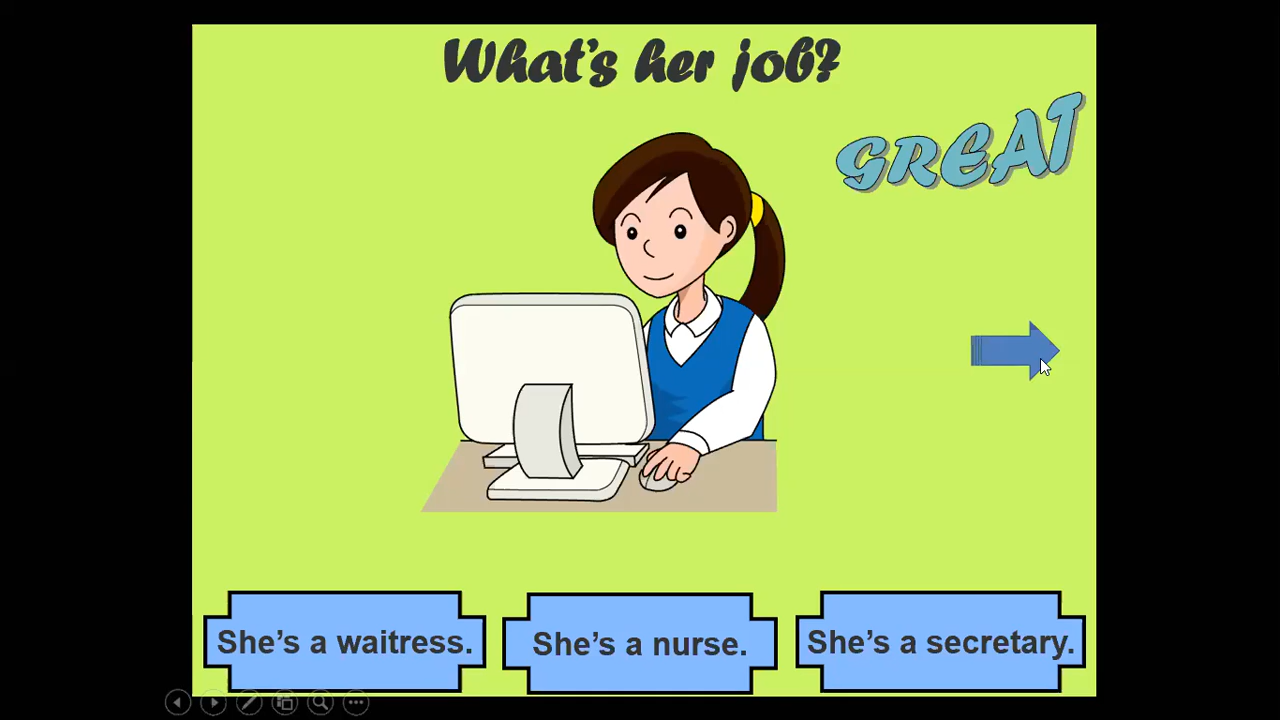 What's her job?
GREAT
She's a waitress.
She's a nurse.
She's a secretary.